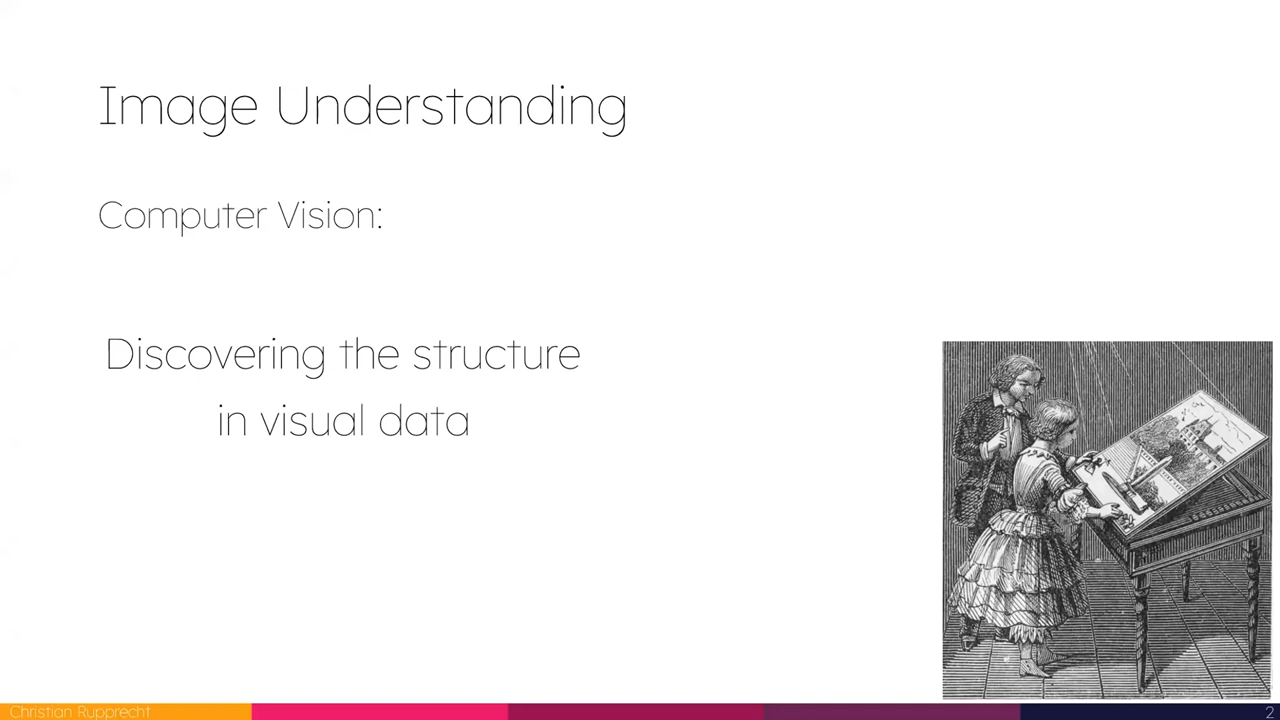 Image Understanding
Computer Vision:
Discovering the structure
in visual data
Christian Rupprecht
2